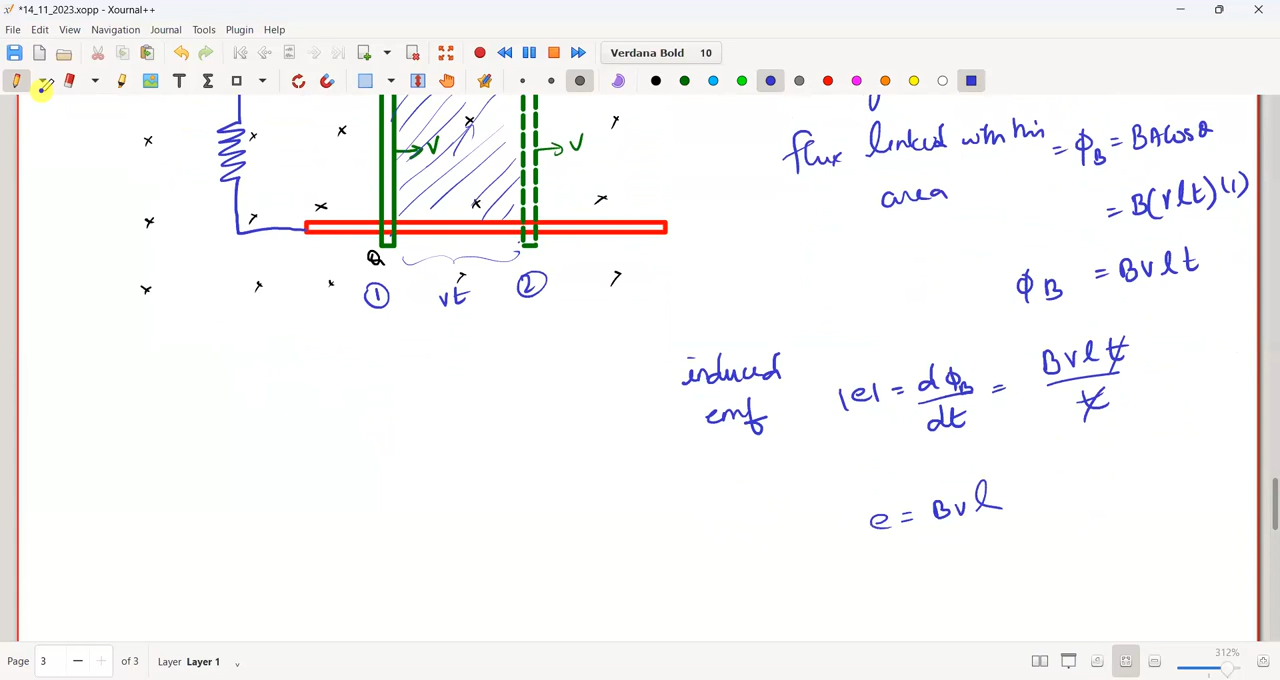 *14_11_2023.xopp - Xournal++
File Edit View Navigation Journal Tools Plugin Help
Verdana Bold 10
V
V
Q
1
vt
2
flux linked with this area
= ϕB = BA cos θ
= B(vlt)(1)
ϕB = Bvlt
induced emf
|e| = dϕB/dt = Bvlt/t
e = Bvl
Page 3 of 3 Layer Layer 1
312%